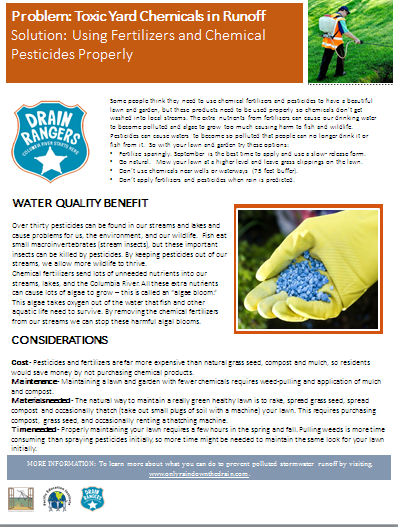 Problem: Toxic Yard Chemicals in Runoff
Solution: Using Fertilizers and Chemical
Pesticides Properly
DRAIN
RANGERS
COLUMBIA RIVER STARTS HERE
Some people think they need to use chemical fertilizers and pesticides to have a beautiful
lawn and garden, but these products need to be used properly so chemicals don't get
washed into local streams. The extra nutrients from fertilizers can cause our drinking water
to become polluted and algae to grow too much causing harm to fish and wildlife.
Pesticides can cause waters to become so polluted that people can no longer drink it or
fish from it. So with your lawn and garden try these options:
• Fertilize sparingly. September is the best time to apply and use a slow release form.
• Be natural. Mow your lawn at a higher level and leave grass clippings on the lawn.
• Don't use chemicals near wells or waterways (75 feet buffer).
• Don't apply fertilizers and pesticides when rain is predicted.
WATER QUALITY BENEFIT
Over thirty pesticides can be found in our streams and lakes and
cause problems for us, the environment, and our wildlife. Fish eat
small macroinvertebrates (stream insects), but these important
insects can be killed by pesticides. By keeping pesticides out of our
streams, we allow more wildlife to thrive.
Chemical fertilizers send lots of unneeded nutrients into our
streams, lakes, and the Columbia River. All these extra nutrients
can cause lots of algae to grow – this is called an "algae bloom."
This algae takes oxygen out of the water that fish and other
aquatic life need to survive. By removing the chemical fertilizers
from our streams we can stop these harmful algal blooms.
CONSIDERATIONS
Cost- Pesticides and fertilizers are far more expensive than natural grass seed, compost and mulch, so residents
would save money by not purchasing chemical products.
Maintenance- Maintaining a lawn and garden with fewer chemicals requires weed-pulling and application of mulch
and compost.
Materials needed- The natural way to maintain a really green healthy lawn is to rake, spread grass seed, spread
compost and occasionally thatch (take out small plugs of soil with a machine) your lawn. This requires purchasing
compost, grass seed, and occasionally renting a thatching machine.
Time needed- Properly maintaining your lawn requires a few hours in the spring and fall. Pulling weeds is more time
consuming than spraying pesticides initially, so more time might be needed to maintain the same look for your lawn
initially.
MORE INFORMATION: To learn more about what you can do to prevent polluted stormwater runoff by visiting,
www.onlyraindownthedrain.com.
DRAIN
RANGERS